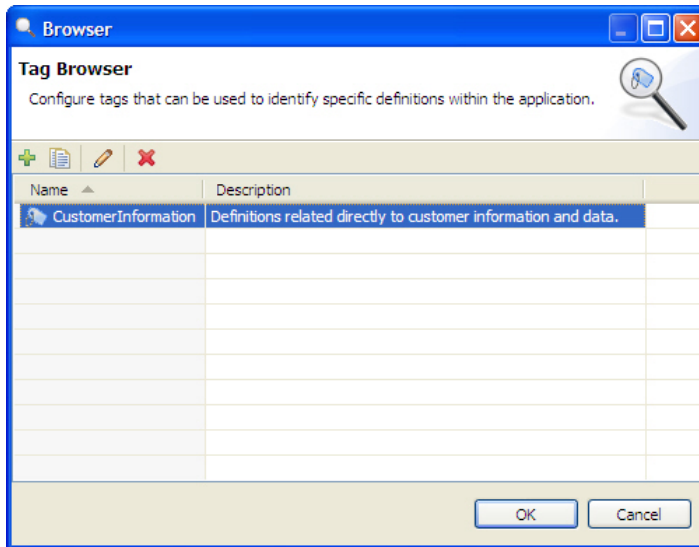 Browser
Tag Browser
Configure tags that can be used to identify specific definitions within the application.
Name Description
CustomerInformation Definitions related directly to customer information and data.
OK Cancel